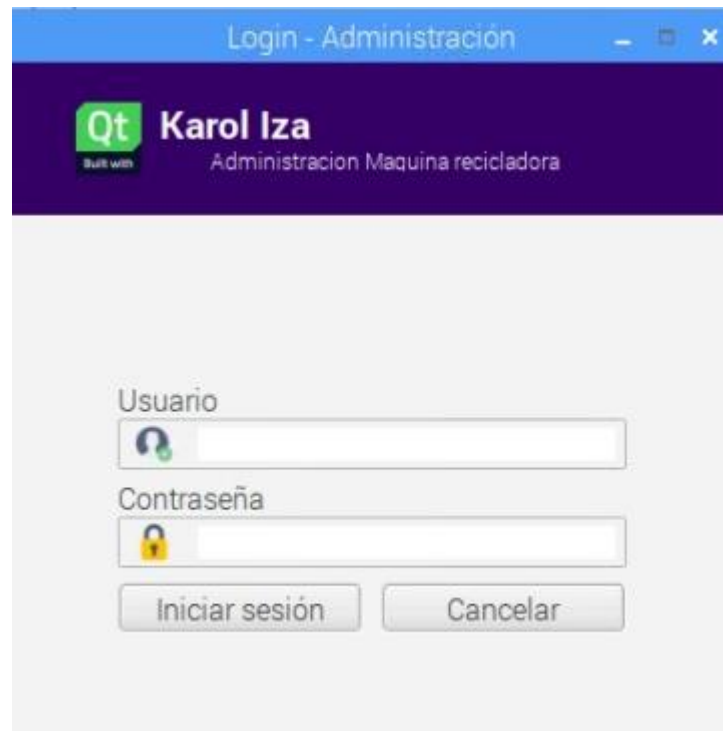 Login - Administración
Qt
Built with
Karol Iza
Administracion Maquina recicladora
Usuario
Contraseña
Iniciar sesión
Cancelar